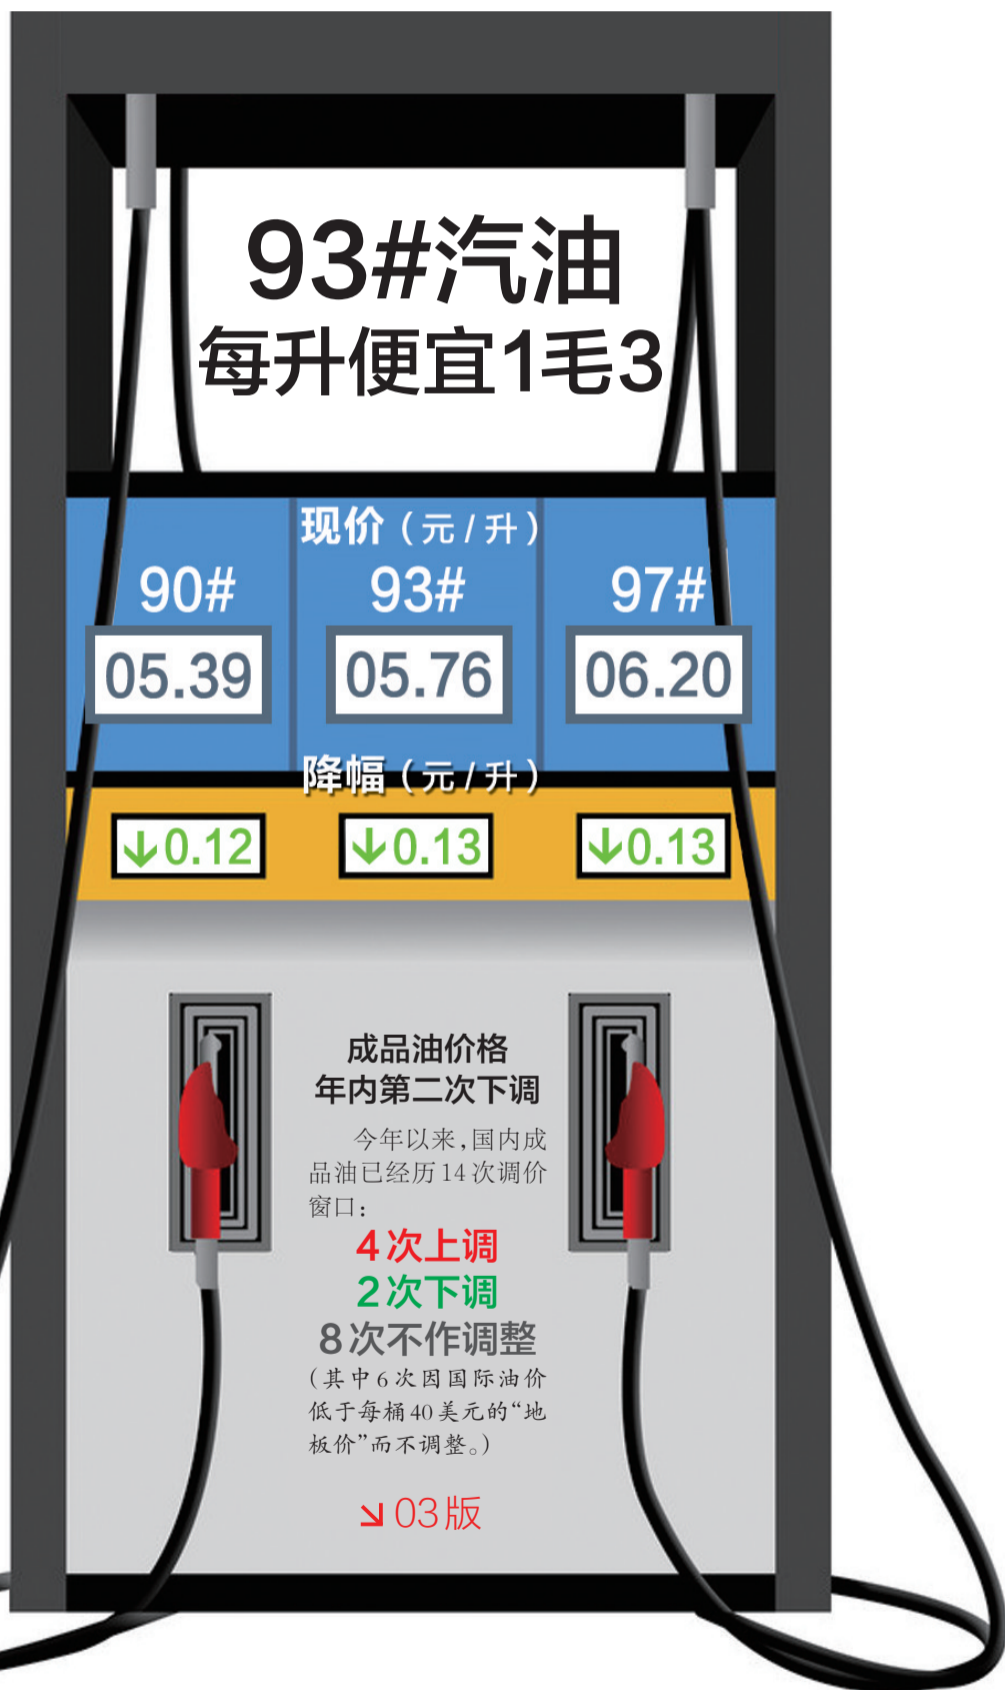 93#汽油
每升便宜1毛3
现价（元/升）
90# 93# 97#
05.39 05.76 06.20
降幅（元/升）
↓0.12 ↓0.13 ↓0.13
成品油价格
年内第二次下调
今年以来，国内成
品油已经历14次调价
窗口：
4次上调
2次下调
8次不作调整
（其中6次因国际油价
低于每桶40美元的“地
板价”而不调整。）
↘03版